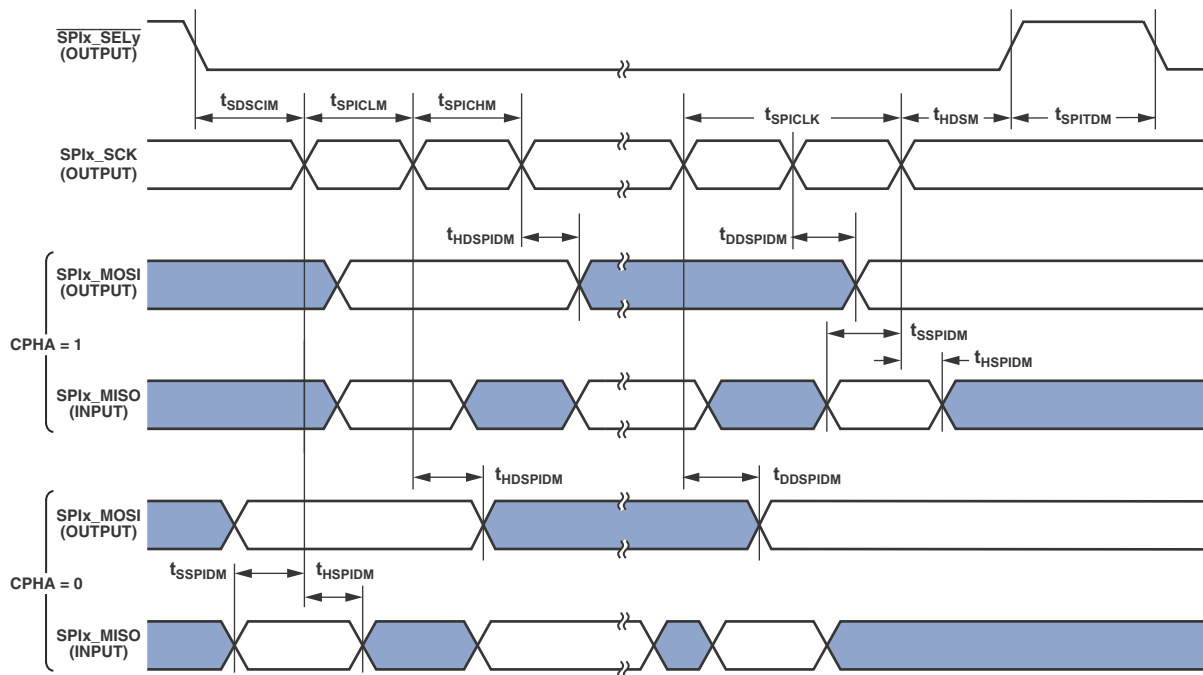 SPIx_SELy
(OUTPUT)
tSDSCIM
tSPICLM
tSPICHM
tSPICLK
tHDSM
tSPITDM
SPIx_SCK
(OUTPUT)
tHDSPIDM
tDDSPIDM
SPIx_MOSI
(OUTPUT)
tSSPIDM
CPHA = 1
tHSPIDM
SPIx_MISO
(INPUT)
tHDSPIDM
tDDSPIDM
SPIx_MOSI
(OUTPUT)
tSSPIDM
tHSPIDM
CPHA = 0
SPIx_MISO
(INPUT)